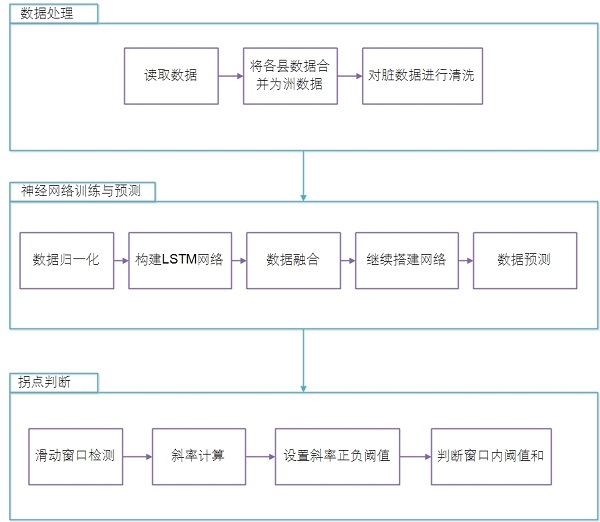 数据处理
读取数据
将各县数据合
并为洲数据
对脏数据进行清洗
神经网络训练与预测
数据归一化
构建LSTM网络
数据融合
继续搭建网络
数据预测
拐点判断
滑动窗口检测
斜率计算
设置斜率正负阈值
判断窗口内阈值和